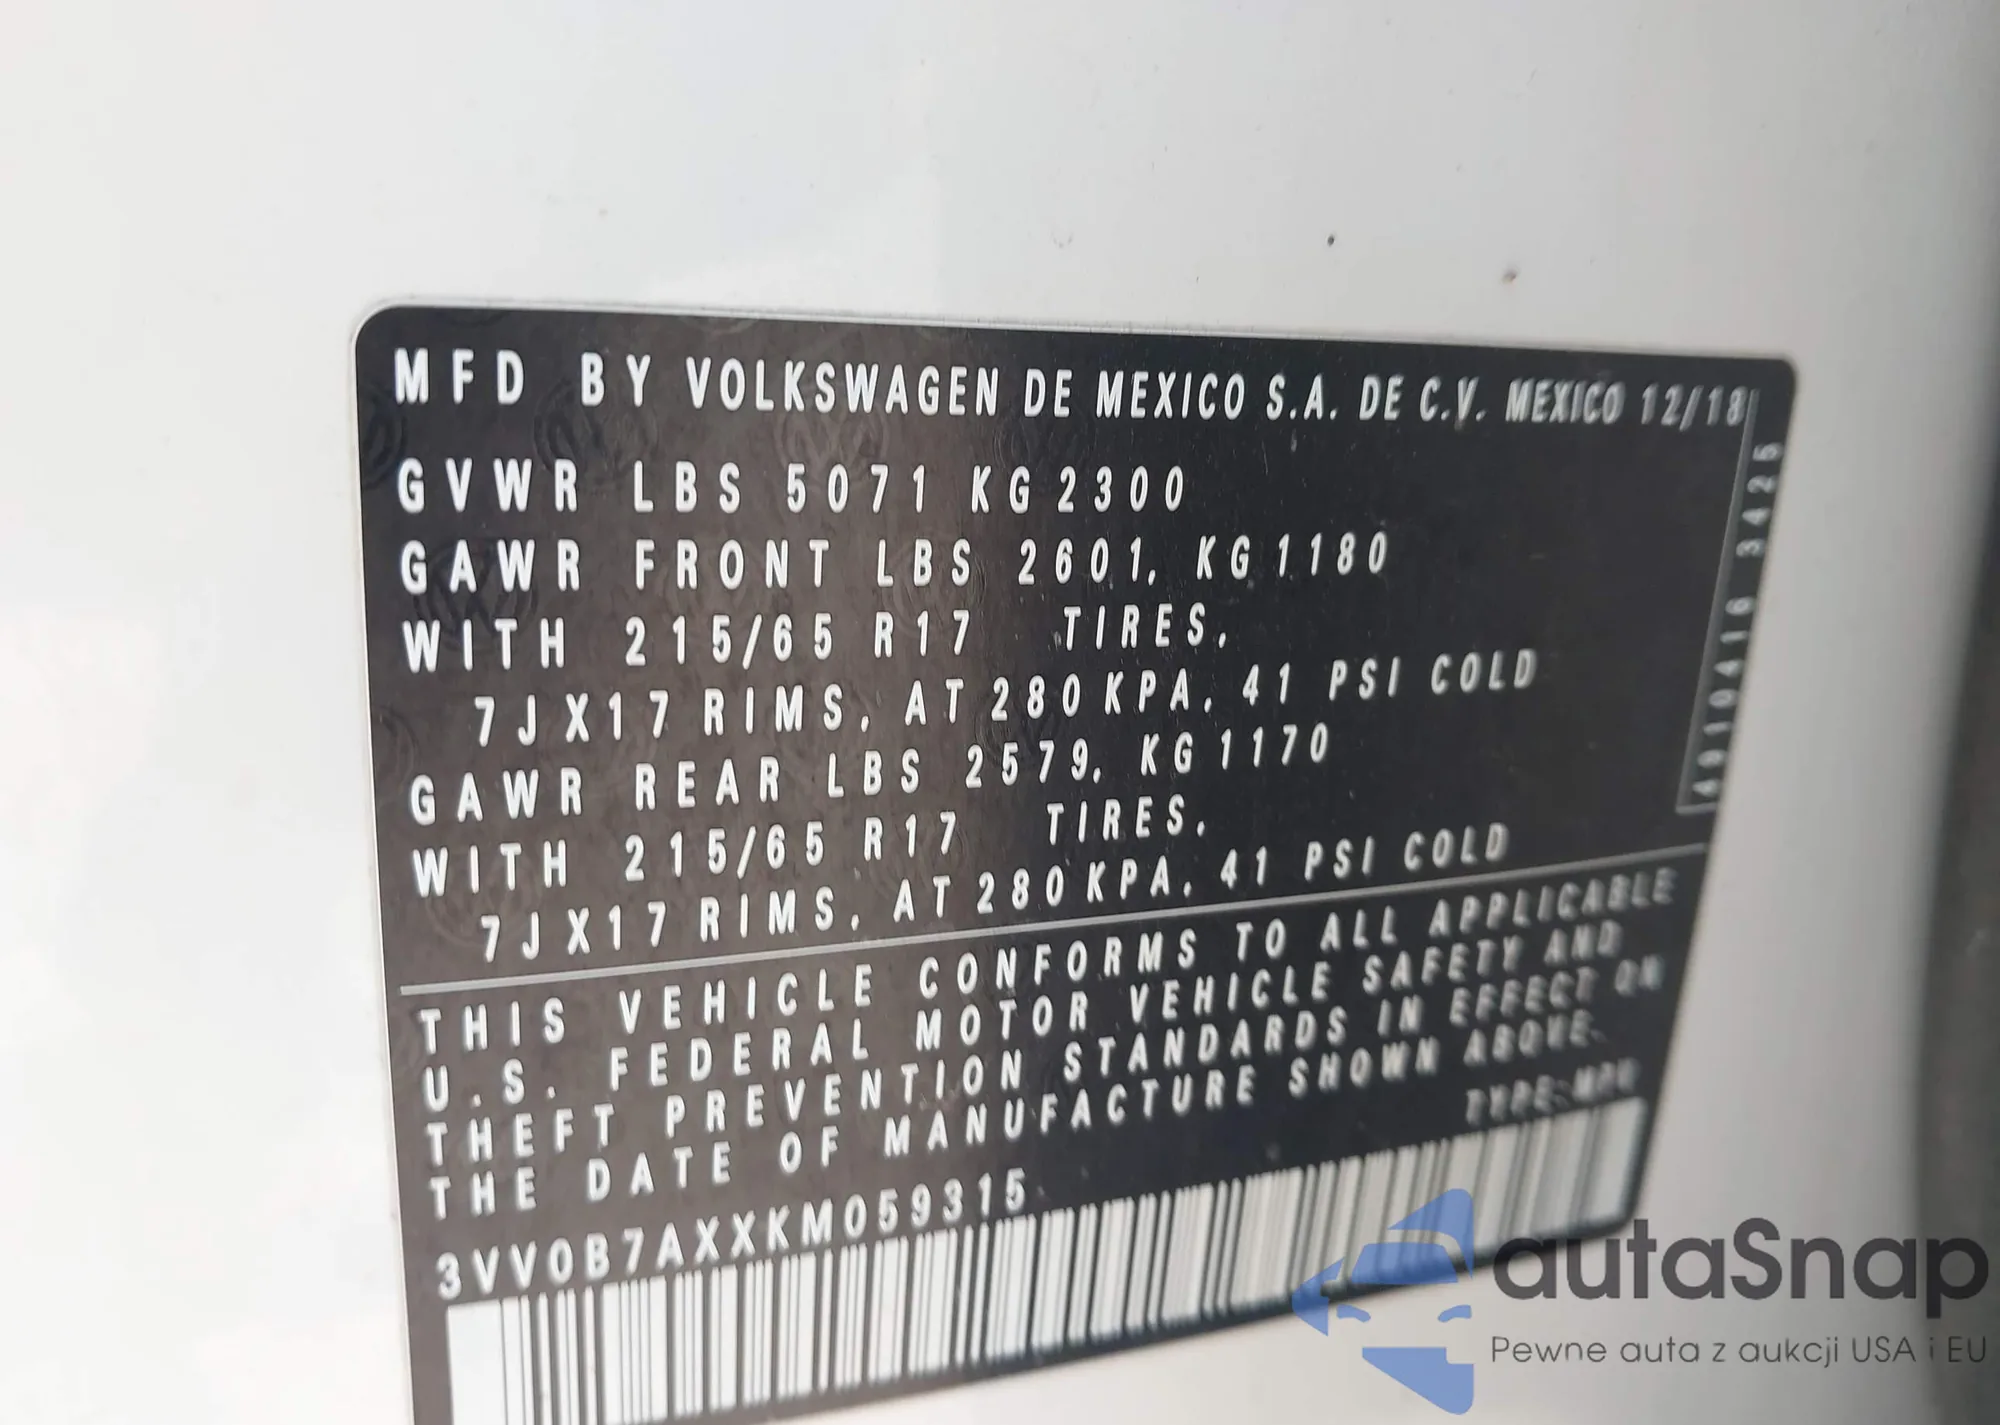 MFD BY VOLKSWAGEN DE MEXICO S.A. DE C.V. MEXICO 12/18
GVWR LBS 5071 KG 2300
GAWR FRONT LBS 2601, KG 1180
WITH 215/65 R17 TIRES,
7JX17 RIMS, AT 280 KPA, 41 PSI COLD
GAWR REAR LBS 2579, KG 1170
WITH 215/65 R17 TIRES,
7JX17 RIMS, AT 280 KPA, 41 PSI COLD
THIS VEHICLE CONFORMS TO ALL APPLICABLE
U.S. FEDERAL MOTOR VEHICLE SAFETY AND
THEFT PREVENTION STANDARDS IN EFFECT ON
THE DATE OF MANUFACTURE SHOWN ABOVE.
TYPE:MPV
3VV0B7AXXKM059315
autaSnap
Pewne auta z aukcji USA i EU